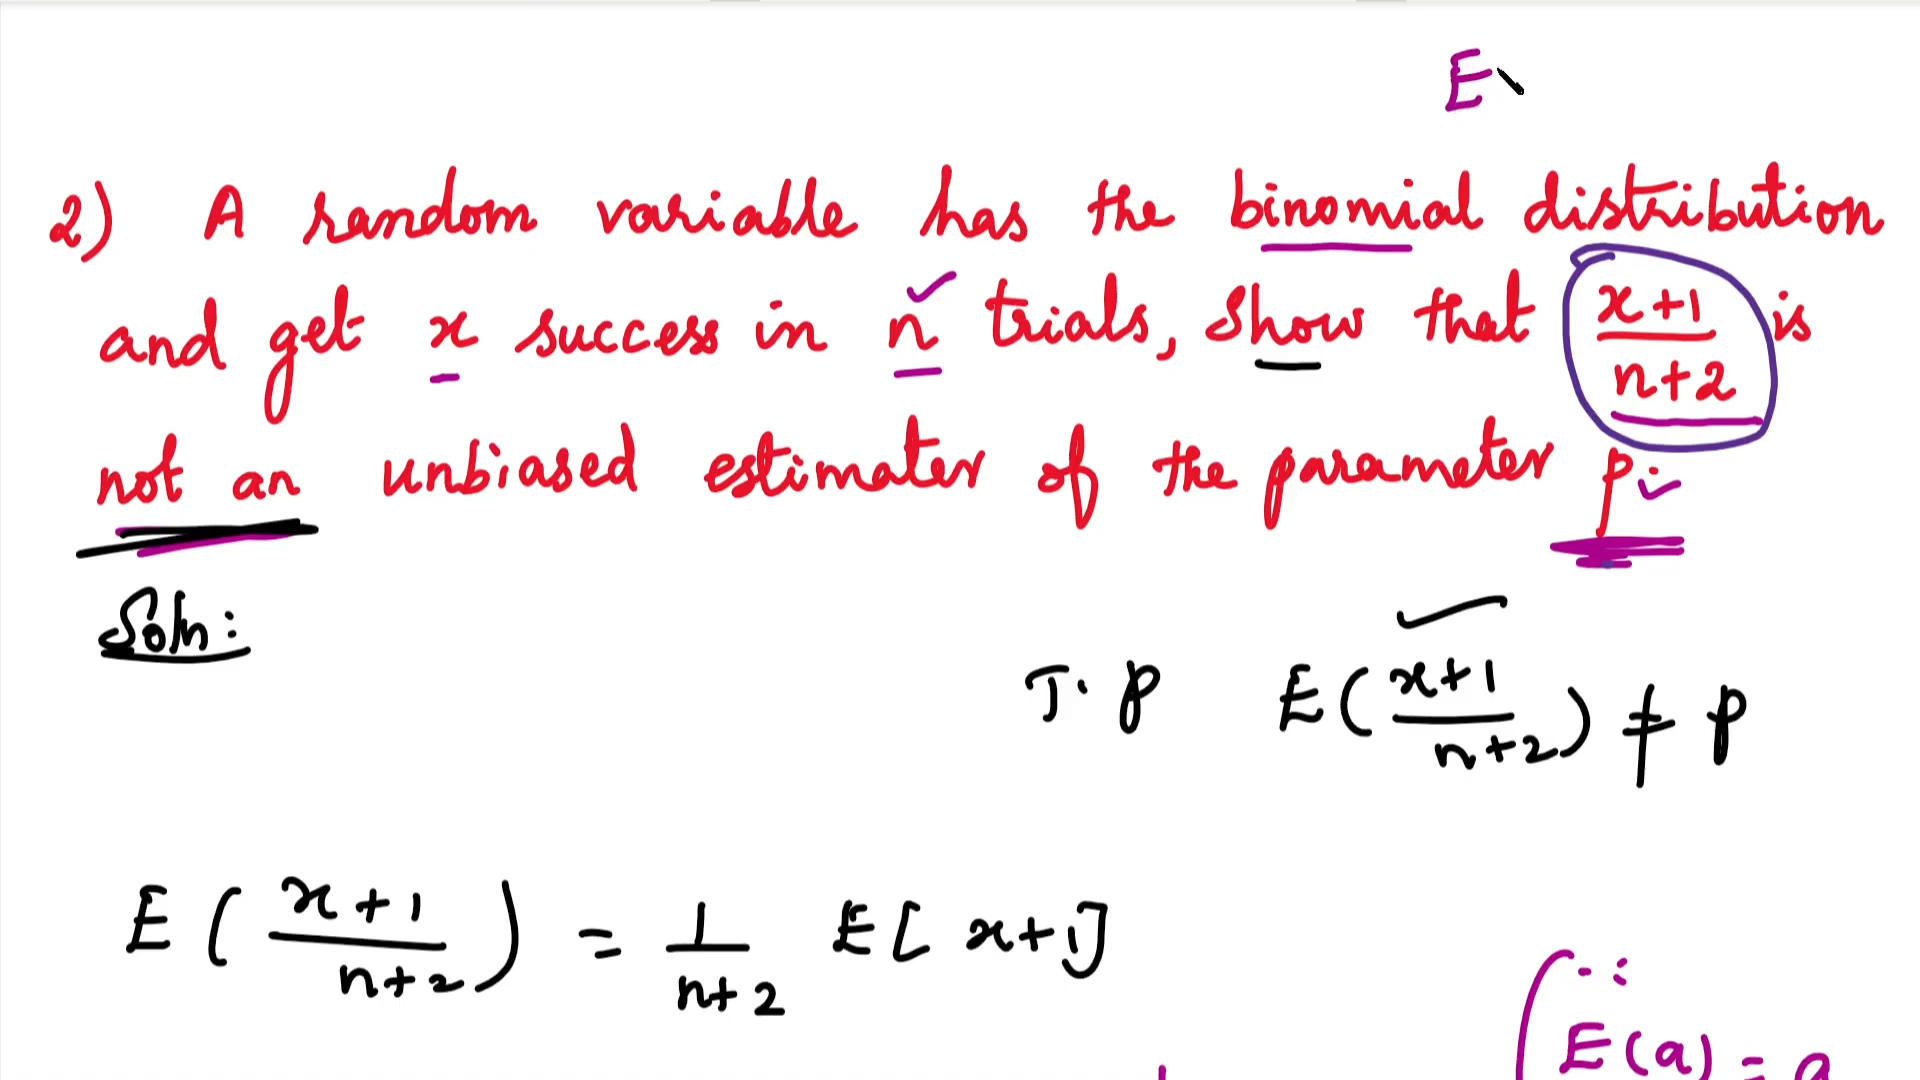 E
2) A random variable has the binomial distribution
and get x success in n trials, show that (x+1)/(n+2) is
not an unbiased estimater of the parameter p.
Soln:
T.P E(x+1/n+2) ≠ p
E(x+1/n+2) = 1/n+2 E[x+1]
∵
E(a) = a